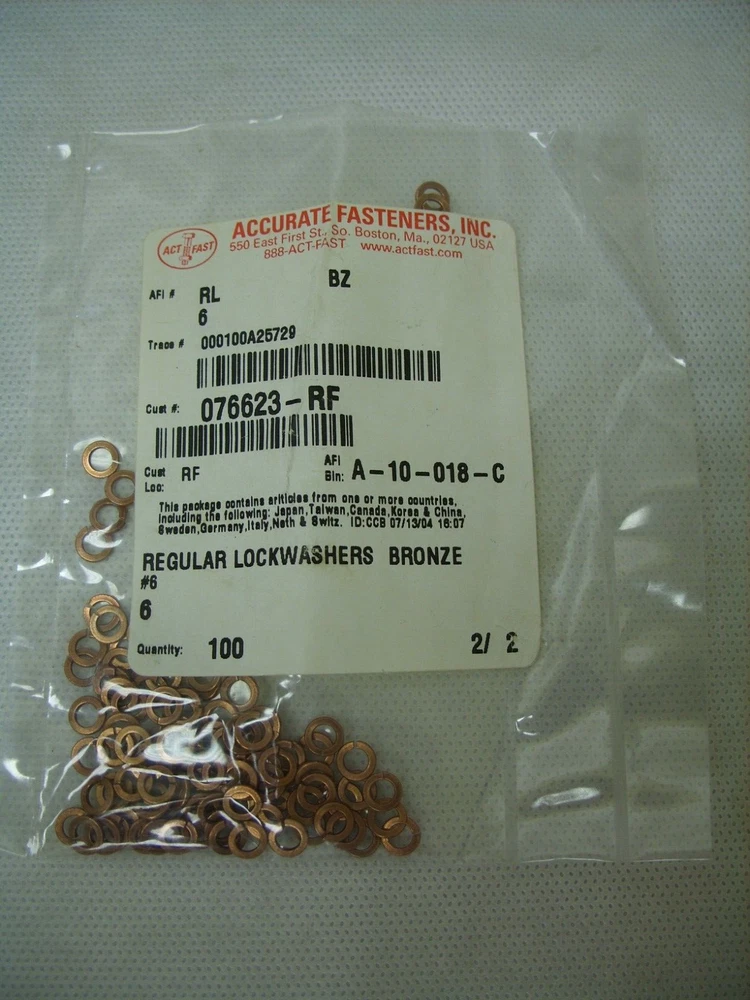 ACT FAST
ACCURATE FASTENERS, INC.
550 East First St., So. Boston, Ma., 02127 USA
888-ACT-FAST www.actfast.com
BZ
AFI # RL
6
Trace # 000100A25729
Cust #: 076623-RF
Cust Loc: RF AFI Bin: A-10-018-C
This package contains articles from one or more countries,
including the following: Japan,Taiwan,Canada,Korea & China,
Sweden,Germany,Italy,Neth & Switz. ID:CCB 07/13/04 16:07
REGULAR LOCKWASHERS BRONZE
#6
6
Quantity: 100 2/ 2